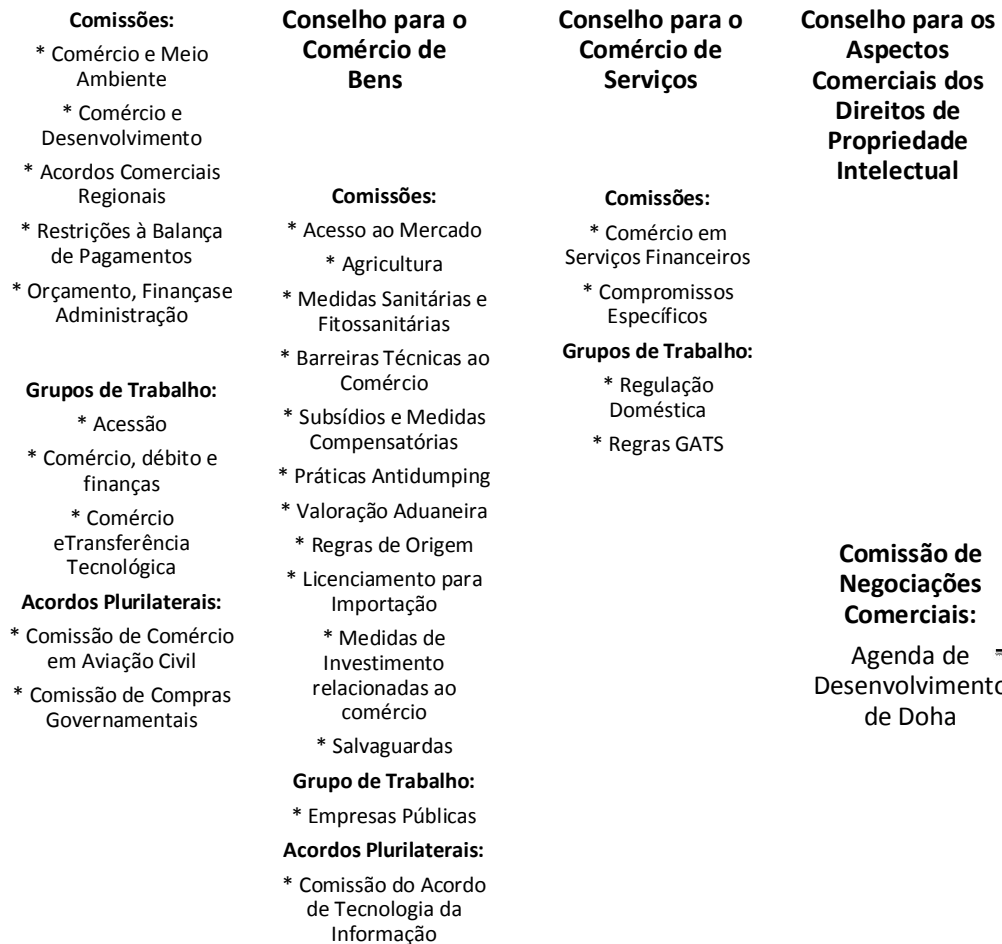 Comissões:
* Comércio e Meio
Ambiente
* Comércio e
Desenvolvimento
* Acordos Comerciais
Regionais
* Restrições à Balança
de Pagamentos
* Orçamento, Finançase
Administração
Grupos de Trabalho:
* Acessão
* Comércio, débito e
finanças
* Comércio
eTransferência
Tecnológica
Acordos Plurilaterais:
* Comissão de Comércio
em Aviação Civil
* Comissão de Compras
Governamentais
Conselho para o
Comércio de
Bens
Comissões:
* Acesso ao Mercado
* Agricultura
* Medidas Sanitárias e
Fitossanitárias
* Barreiras Técnicas ao
Comércio
* Subsídios e Medidas
Compensatórias
* Práticas Antidumping
* Valoração Aduaneira
* Regras de Origem
* Licenciamento para
Importação
* Medidas de
Investimento
relacionadas ao
comércio
* Salvaguardas
Grupo de Trabalho:
* Empresas Públicas
Acordos Plurilaterais:
* Comissão do Acordo
de Tecnologia da
Informação
Conselho para o
Comércio de
Serviços
Comissões:
* Comércio em
Serviços Financeiros
* Compromissos
Específicos
Grupos de Trabalho:
* Regulação
Doméstica
* Regras GATS
Conselho para os
Aspectos
Comerciais dos
Direitos de
Propriedade
Intelectual
Comissão de
Negociações
Comerciais:
Agenda de
Desenvolvimento
de Doha